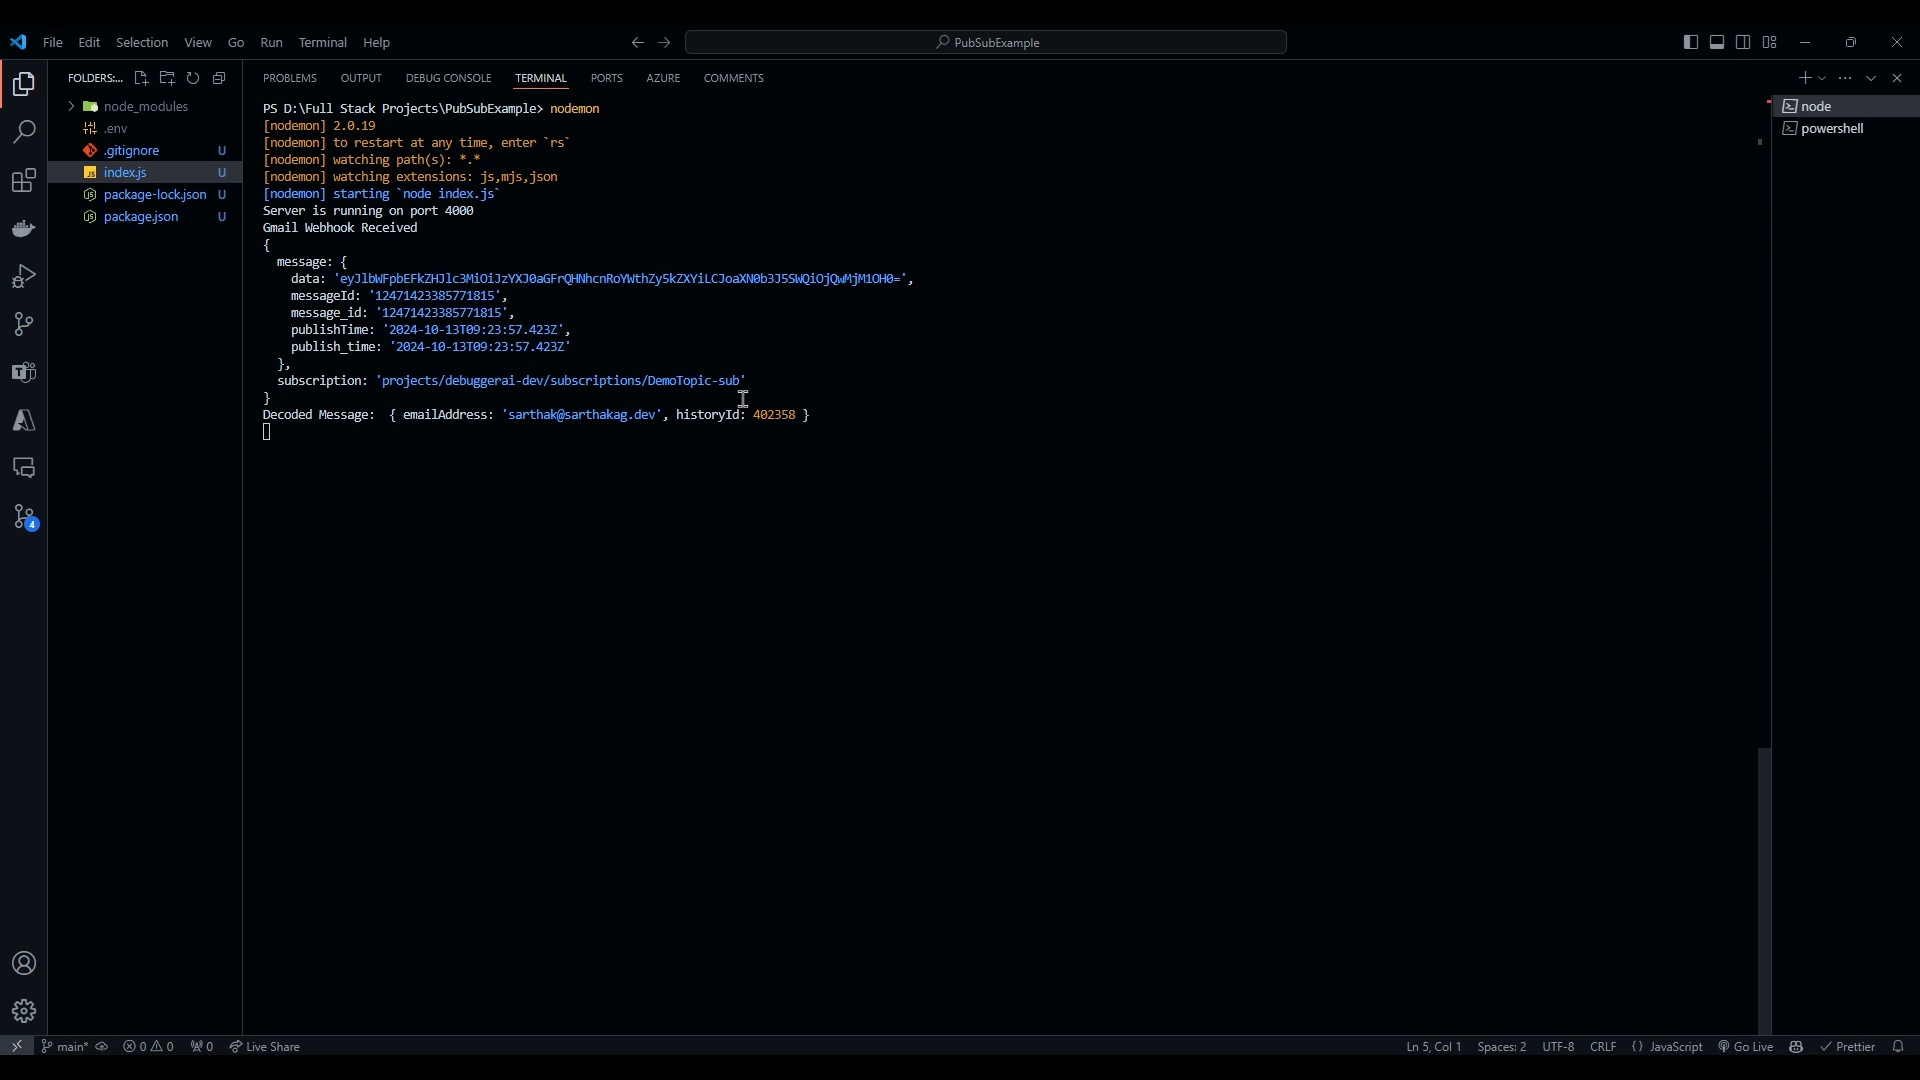 File Edit Selection View Go Run Terminal Help
PubSubExample
FOLDERS:...
node_modules
.env
.gitignore U
index.js U
package-lock.json U
package.json U
PROBLEMS OUTPUT DEBUG CONSOLE TERMINAL PORTS AZURE COMMENTS
PS D:\Full Stack Projects\PubSubExample> nodemon
[nodemon] 2.0.19
[nodemon] to restart at any time, enter `rs`
[nodemon] watching path(s): *.*
[nodemon] watching extensions: js,mjs,json
[nodemon] starting `node index.js`
Server is running on port 4000
Gmail Webhook Received
{
message: {
data: 'eyJlbWFpbEFkZHJlc3MiOiJzYXJ0aGFrQHNhcnRoYWthZy5kZXYiLCJoaXN0b3J5SWQiOjQwMjM1OH0=',
messageId: '12471423385771815',
message_id: '12471423385771815',
publishTime: '2024-10-13T09:23:57.423Z',
publish_time: '2024-10-13T09:23:57.423Z'
},
subscription: 'projects/debuggerai-dev/subscriptions/DemoTopic-sub'
}
Decoded Message:  { emailAddress: 'sarthak@sarthakag.dev', historyId: 402358 }
node
powershell
4
main* 0 0 0 Live Share
Ln 5, Col 1 Spaces: 2 UTF-8 CRLF {} JavaScript Go Live Prettier